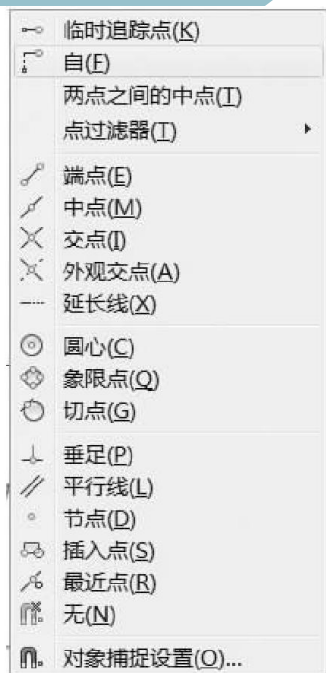 临时追踪点(K)
自(F)
两点之间的中点(T)
点过滤器(T)
端点(E)
中点(M)
交点(I)
外观交点(A)
延长线(X)
圆心(C)
象限点(Q)
切点(G)
垂足(P)
平行线(L)
节点(D)
插入点(S)
最近点(R)
无(N)
对象捕捉设置(O)...